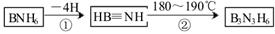 BNH₆ —−4H/①→ HB≡NH —180～190℃/②→ B₃N₃H₆